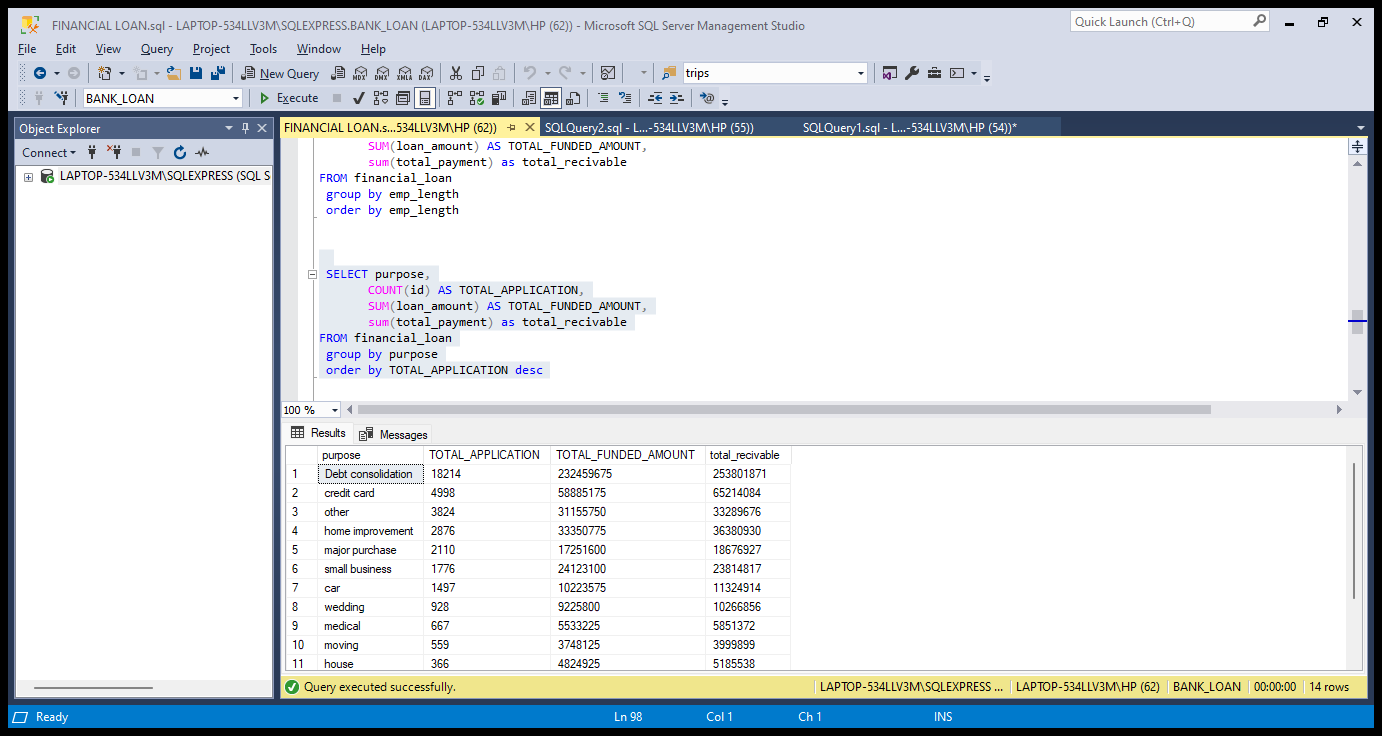 FINANCIAL LOAN.sql - LAPTOP-534LLV3M\SQLEXPRESS.BANK_LOAN (LAPTOP-534LLV3M\HP (62)) - Microsoft SQL Server Management Studio
Quick Launch (Ctrl+Q)
File Edit View Query Project Tools Window Help
New Query MDX DMX XMLA DAX trips
BANK_LOAN Execute
Object Explorer
FINANCIAL LOAN.s...534LLV3M\HP (62)) SQLQuery2.sql - L...-534LLV3M\HP (55)) SQLQuery1.sql - L...-534LLV3M\HP (54))*
Connect
LAPTOP-534LLV3M\SQLEXPRESS (SQL S
SUM(loan_amount) AS TOTAL_FUNDED_AMOUNT,
sum(total_payment) as total_recivable
FROM financial_loan
group by emp_length
order by emp_length
SELECT purpose,
COUNT(id) AS TOTAL_APPLICATION,
SUM(loan_amount) AS TOTAL_FUNDED_AMOUNT,
sum(total_payment) as total_recivable
FROM financial_loan
group by purpose
order by TOTAL_APPLICATION desc
100 %
Results Messages
purpose TOTAL_APPLICATION TOTAL_FUNDED_AMOUNT total_recivable
1 Debt consolidation 18214 232459675 253801871
2 credit card 4998 58885175 65214084
3 other 3824 31155750 33289676
4 home improvement 2876 33350775 36380930
5 major purchase 2110 17251600 18676927
6 small business 1776 24123100 23814817
7 car 1497 10223575 11324914
8 wedding 928 9225800 10266856
9 medical 667 5533225 5851372
10 moving 559 3748125 3999899
11 house 366 4824925 5185538
Query executed successfully. LAPTOP-534LLV3M\SQLEXPRESS ... LAPTOP-534LLV3M\HP (62) BANK_LOAN 00:00:00 14 rows
Ready Ln 98 Col 1 Ch 1 INS